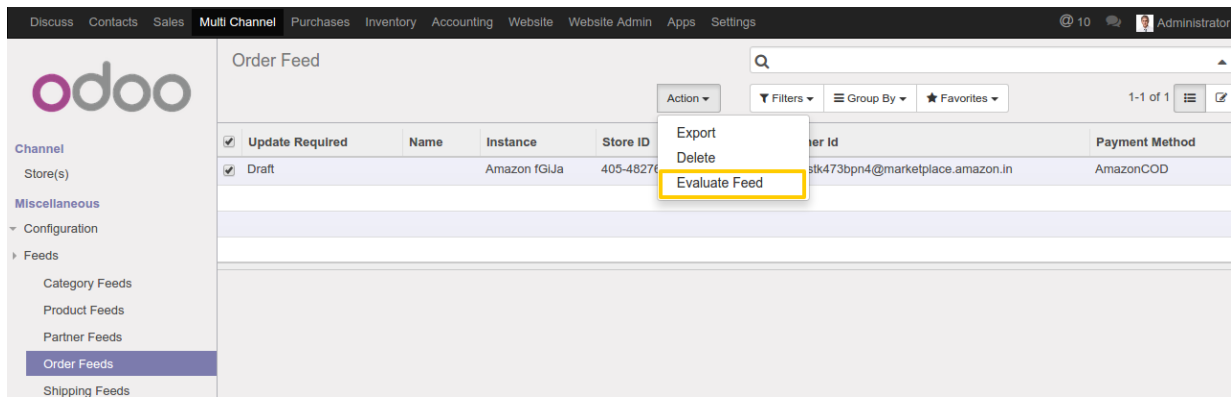 Discuss Contacts Sales Multi Channel Purchases Inventory Accounting Website Website Admin Apps Settings @ 10 Administrator
odoo
Order Feed
Action Filters Group By Favorites 1-1 of 1
Channel
Store(s)
Miscellaneous
Configuration
Feeds
Category Feeds
Product Feeds
Partner Feeds
Order Feeds
Shipping Feeds
Update Required Name Instance Store ID er Id Payment Method
Draft Amazon fGiJa 405-4827 stk473bpn4@marketplace.amazon.in AmazonCOD
Export
Delete
Evaluate Feed